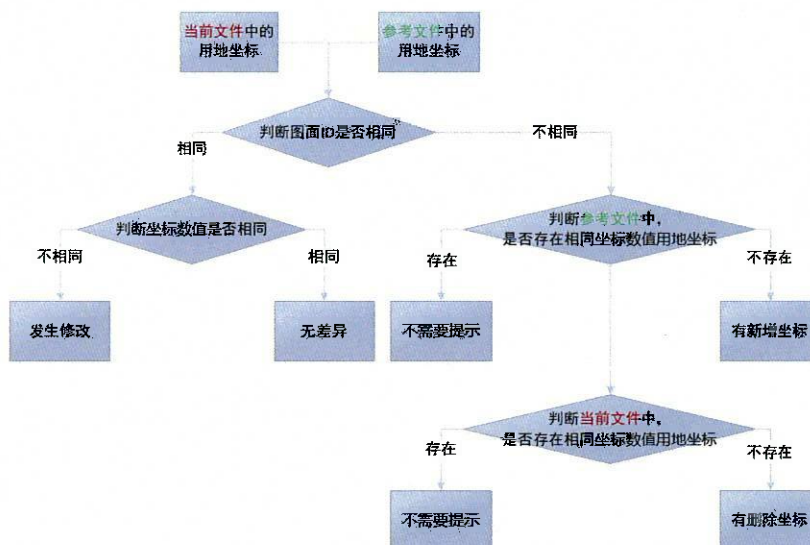 当前文件中的
用地坐标
参考文件中的
用地坐标
判断图面ID是否相同
相同
不相同
判断坐标数值是否相同
判断参考文件中，
是否存在相同坐标数值用地坐标
不相同
相同
存在
不存在
发生修改
无差异
不需要提示
有新增坐标
判断当前文件中，
是否存在相同坐标数值用地坐标
存在
不存在
不需要提示
有删除坐标